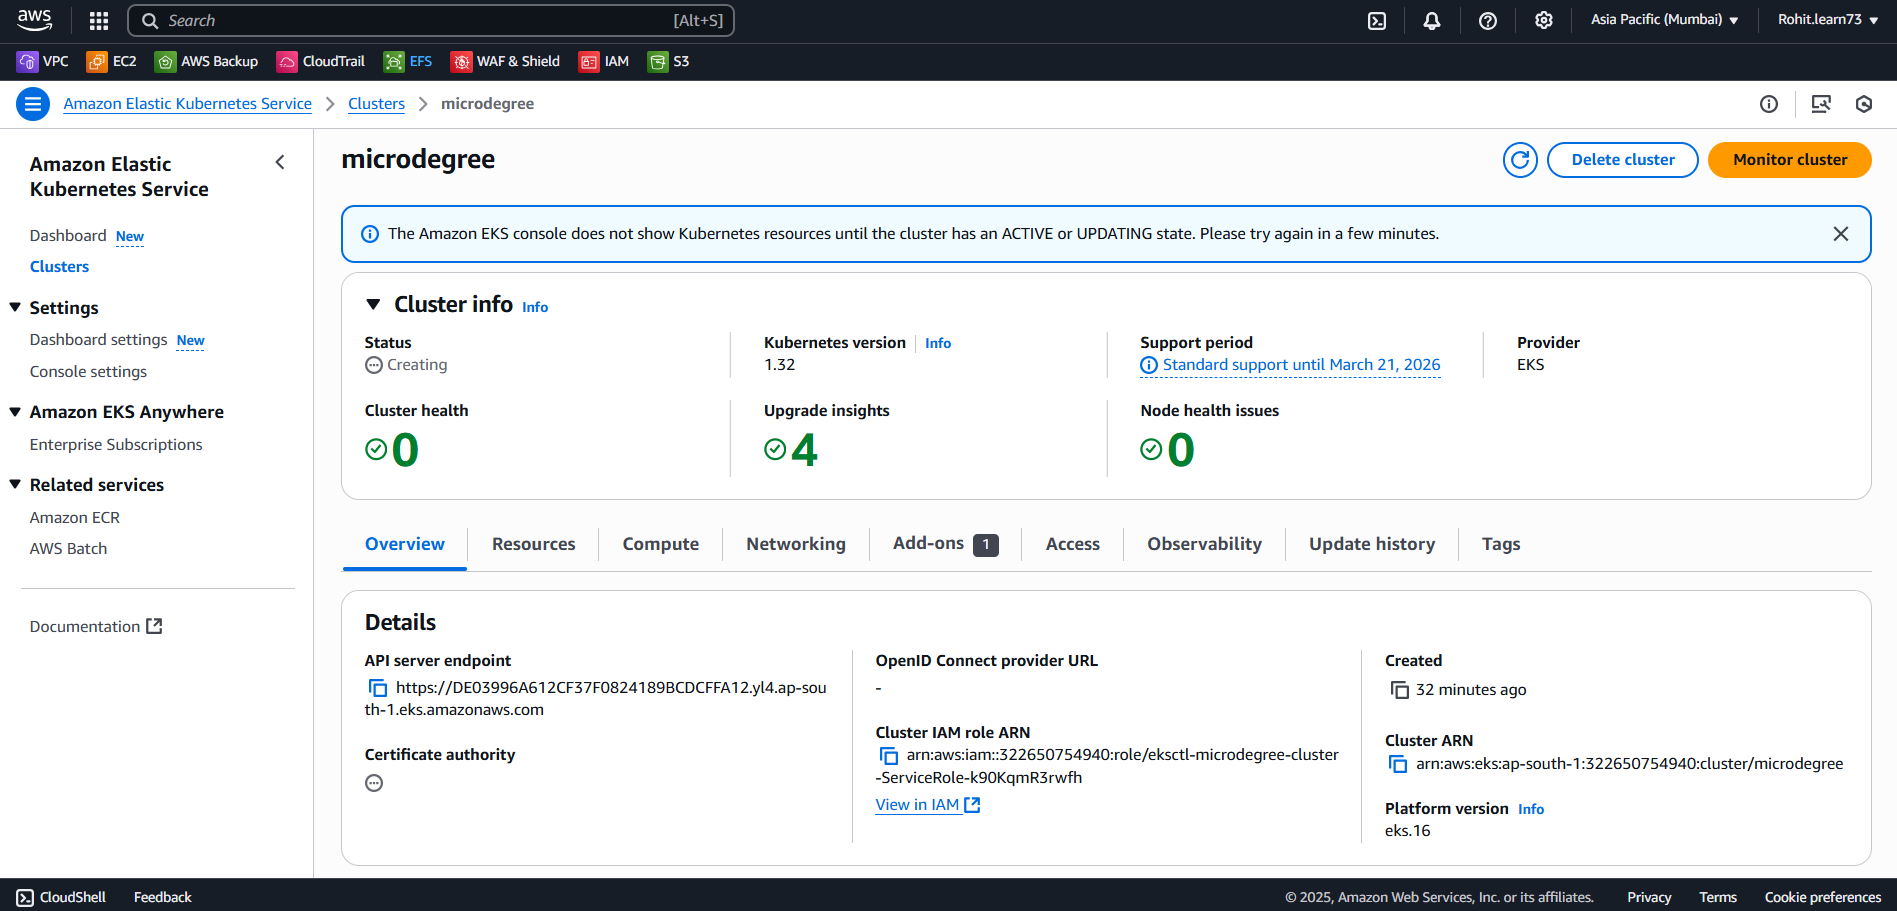 aws
Search [Alt+S]
Asia Pacific (Mumbai) Rohit.learn73
VPC EC2 AWS Backup CloudTrail EFS WAF & Shield IAM S3
Amazon Elastic Kubernetes Service Clusters microdegree
Amazon Elastic
Kubernetes Service
Dashboard New
Clusters
Settings
Dashboard settings New
Console settings
Amazon EKS Anywhere
Enterprise Subscriptions
Related services
Amazon ECR
AWS Batch
Documentation
microdegree
Delete cluster
Monitor cluster
The Amazon EKS console does not show Kubernetes resources until the cluster has an ACTIVE or UPDATING state. Please try again in a few minutes.
Cluster info Info
Status
Creating
Kubernetes version Info
1.32
Support period
Standard support until March 21, 2026
Provider
EKS
Cluster health
0
Upgrade insights
4
Node health issues
0
Overview Resources Compute Networking Add-ons 1 Access Observability Update history Tags
Details
API server endpoint
https://DE03996A612CF37F0824189BCDCFFA12.yl4.ap-sou
th-1.eks.amazonaws.com
Certificate authority
OpenID Connect provider URL
-
Cluster IAM role ARN
arn:aws:iam::322650754940:role/eksctl-microdegree-cluster
-ServiceRole-k90KqmR3rwfh
View in IAM
Created
32 minutes ago
Cluster ARN
arn:aws:eks:ap-south-1:322650754940:cluster/microdegree
Platform version Info
eks.16
CloudShell Feedback
© 2025, Amazon Web Services, Inc. or its affiliates. Privacy Terms Cookie preferences